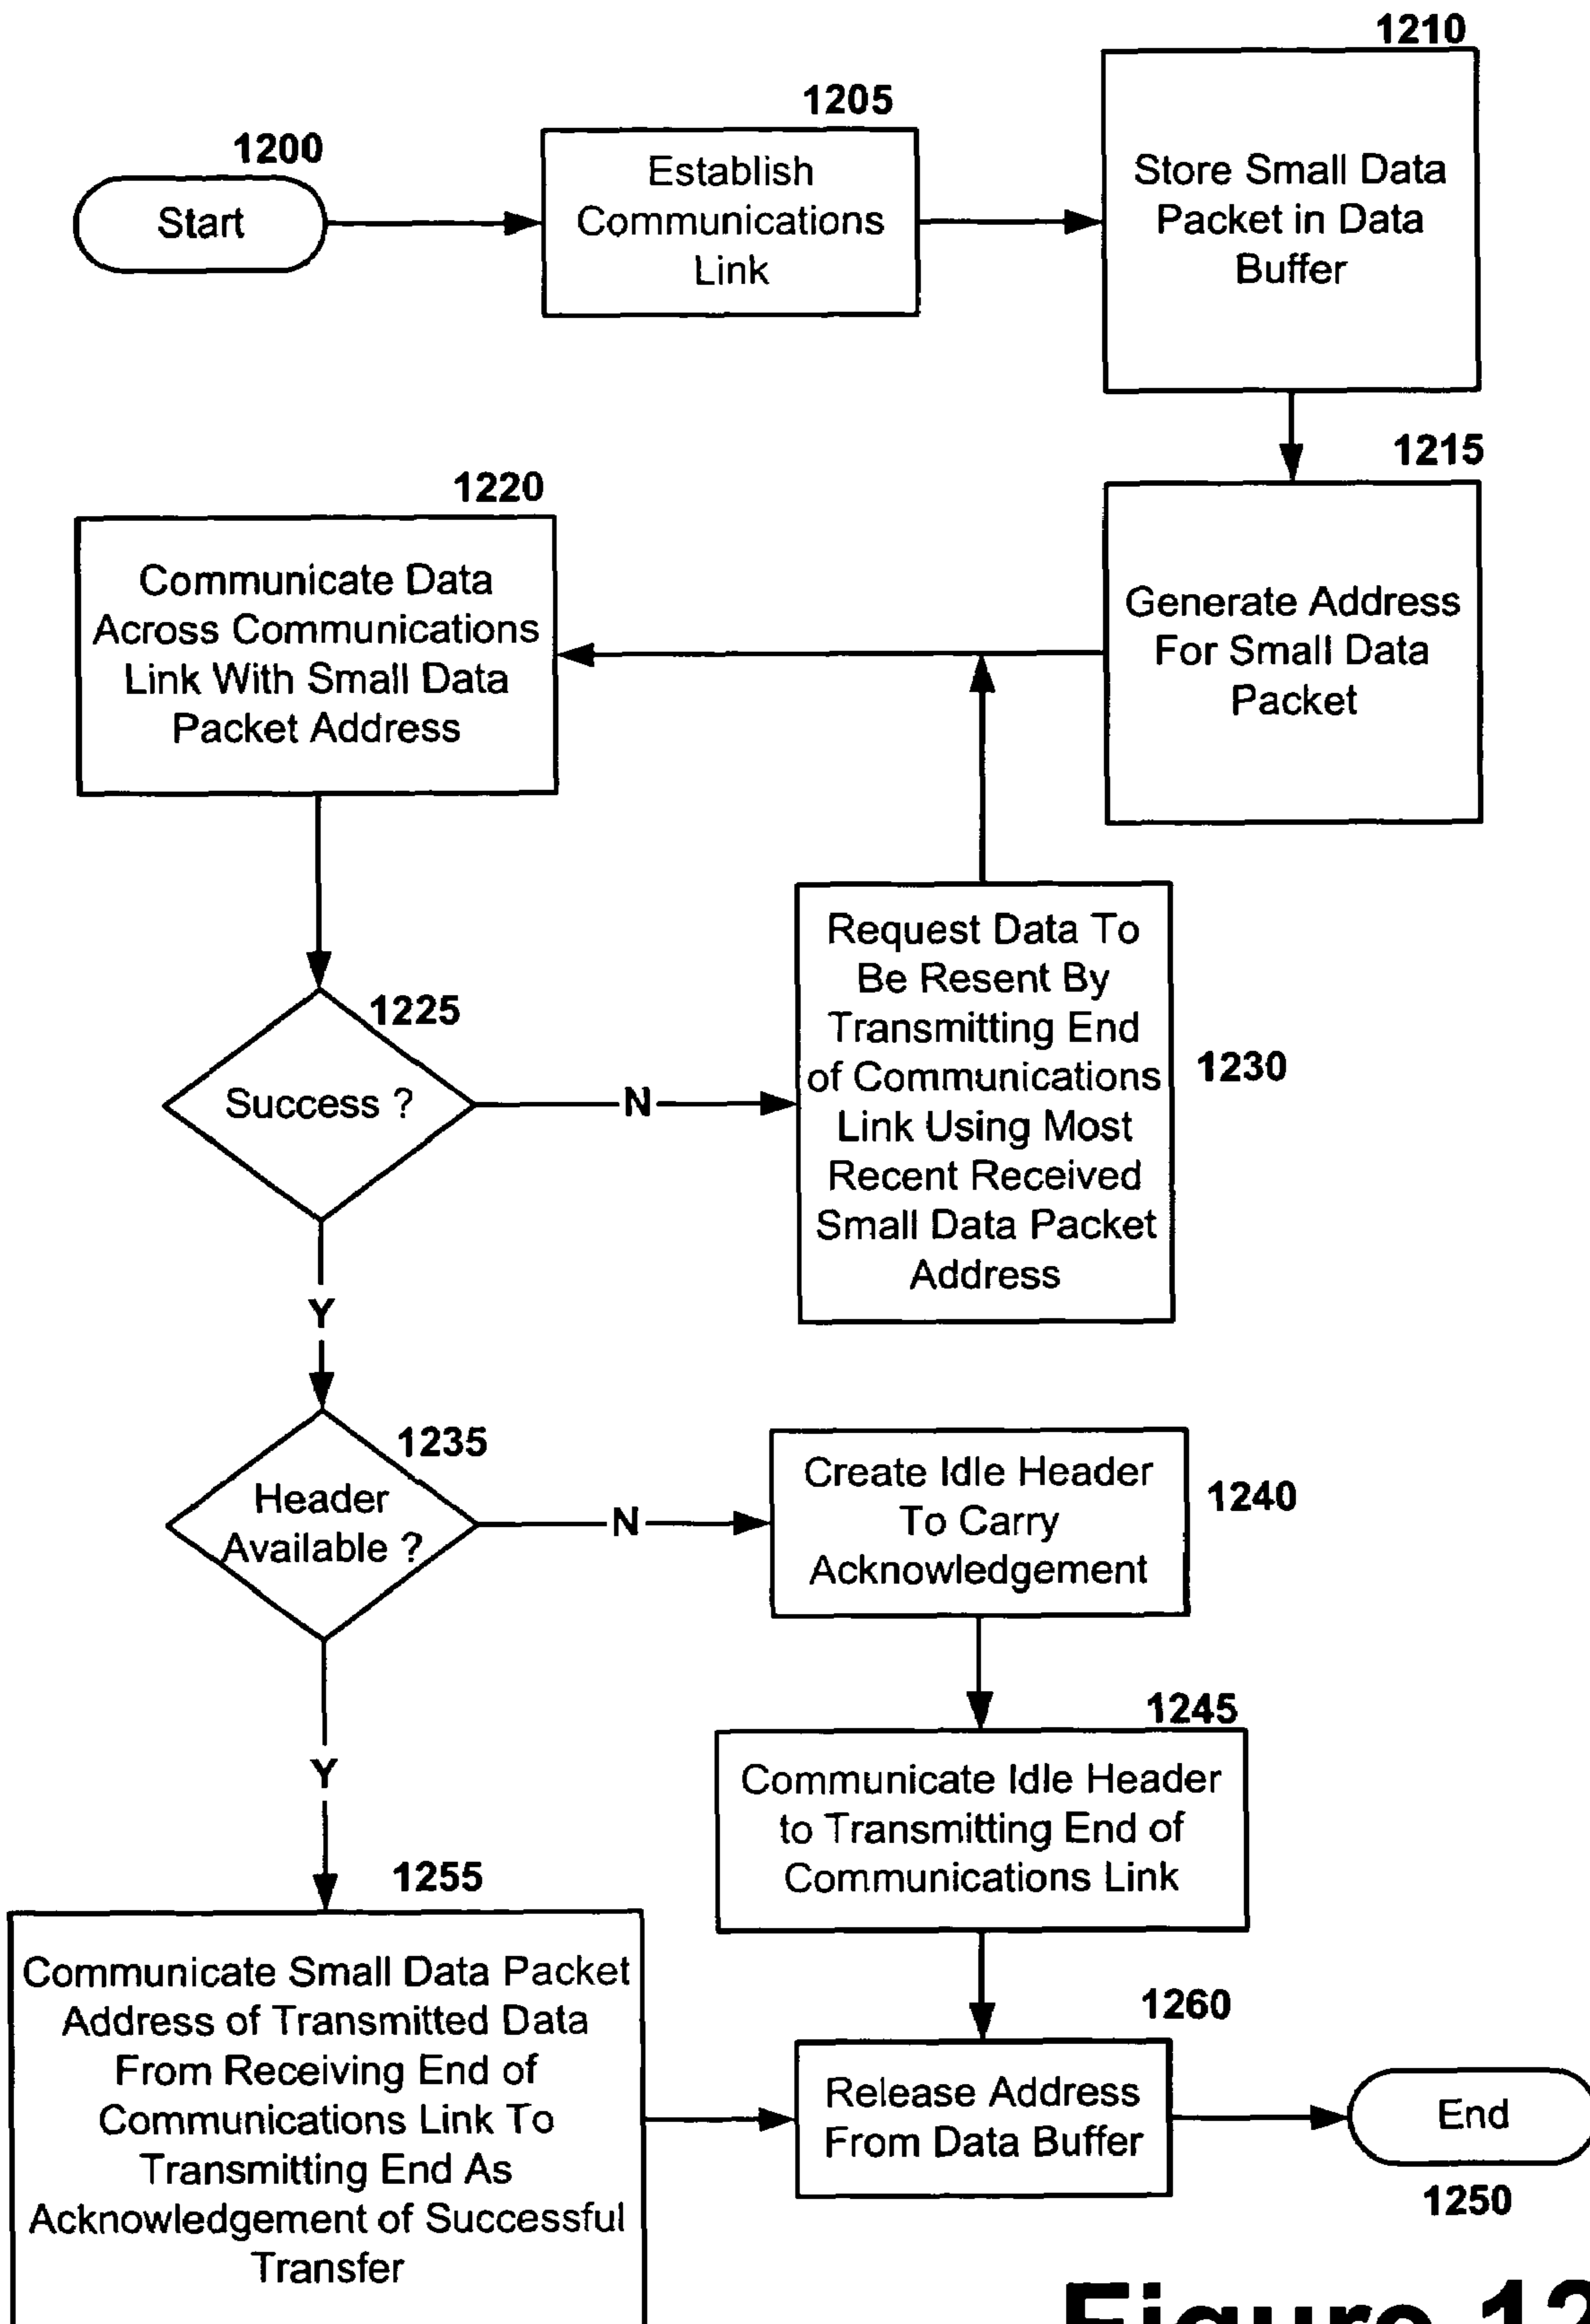 1200
Start
1205
Establish
Communications
Link
1210
Store Small Data
Packet in Data
Buffer
1215
Generate Address
For Small Data
Packet
1220
Communicate Data
Across Communications
Link With Small Data
Packet Address
1225
Success ?
N
Request Data To
Be Resent By
Transmitting End
of Communications
Link Using Most
Recent Received
Small Data Packet
Address
1230
Y
1235
Header
Available ?
N
Create Idle Header
To Carry
Acknowledgement
1240
1245
Communicate Idle Header
to Transmitting End of
Communications Link
Y
1255
Communicate Small Data Packet
Address of Transmitted Data
From Receiving End of
Communications Link To
Transmitting End As
Acknowledgement of Successful
Transfer
1260
Release Address
From Data Buffer
End
1250
Figure 12